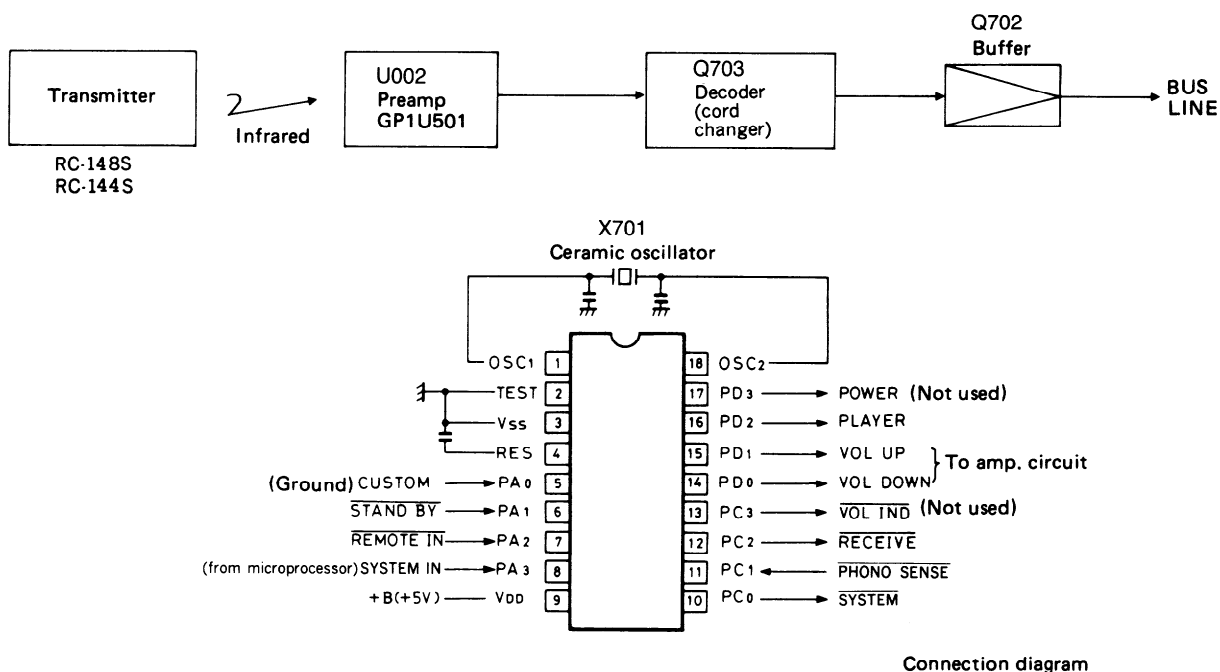 Transmitter
RC-148S
RC-144S
Infrared
U002
Preamp
GP1U501
Q703
Decoder
(cord
changer)
Q702
Buffer
BUS
LINE
X701
Ceramic oscillator
OSC1 1
TEST 2
Vss 3
RES 4
(Ground) CUSTOM PA0 5
STAND BY PA1 6
REMOTE IN PA2 7
(from microprocessor) SYSTEM IN PA3 8
+B(+5V) VDD 9
18 OSC2
17 PD3 POWER (Not used)
16 PD2 PLAYER
15 PD1 VOL UP
14 PD0 VOL DOWN
To amp. circuit
13 PC3 VOL IND (Not used)
12 PC2 RECEIVE
11 PC1 PHONO SENSE
10 PC0 SYSTEM
Connection diagram